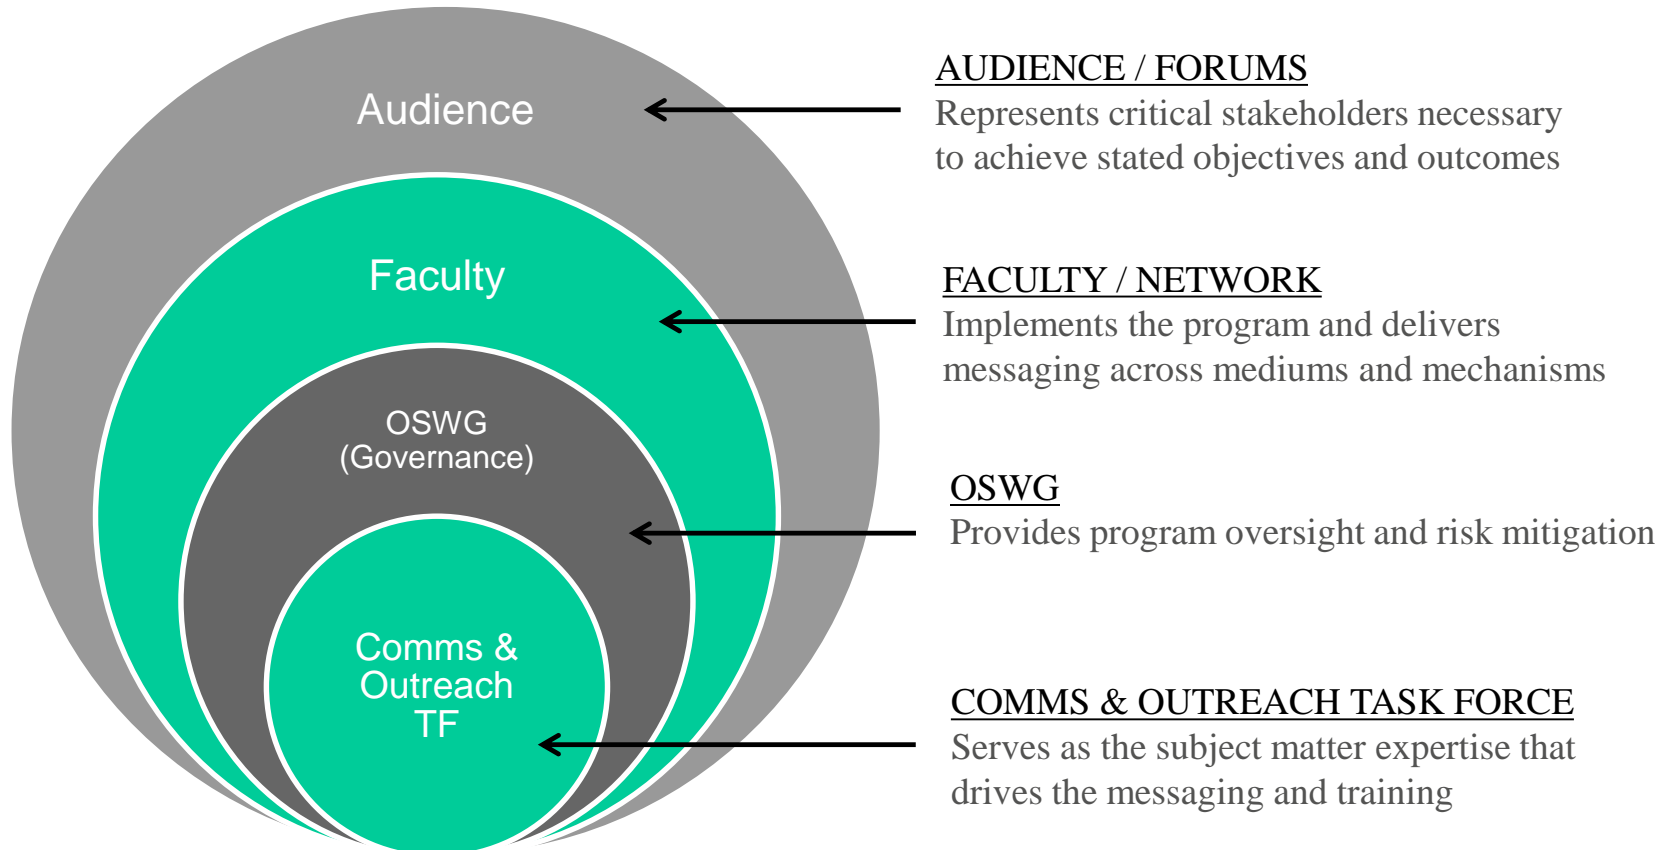 Audience
AUDIENCE / FORUMS
Represents critical stakeholders necessary
to achieve stated objectives and outcomes
Faculty
FACULTY / NETWORK
Implements the program and delivers
messaging across mediums and mechanisms
OSWG
(Governance)
OSWG
Provides program oversight and risk mitigation
Comms &
Outreach
TF
COMMS & OUTREACH TASK FORCE
Serves as the subject matter expertise that
drives the messaging and training